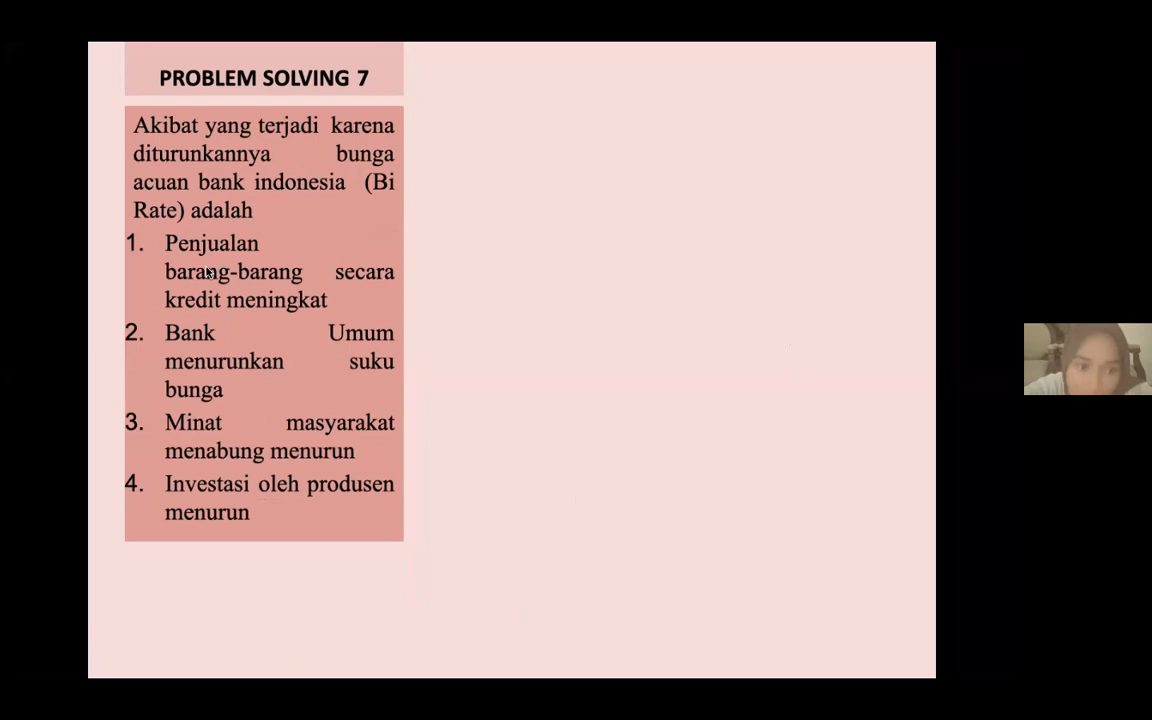 PROBLEM SOLVING 7
Akibat yang terjadi karena
diturunkannya bunga
acuan bank indonesia (Bi
Rate) adalah
1. Penjualan
barang-barang secara
kredit meningkat
2. Bank Umum
menurunkan suku
bunga
3. Minat masyarakat
menabung menurun
4. Investasi oleh produsen
menurun